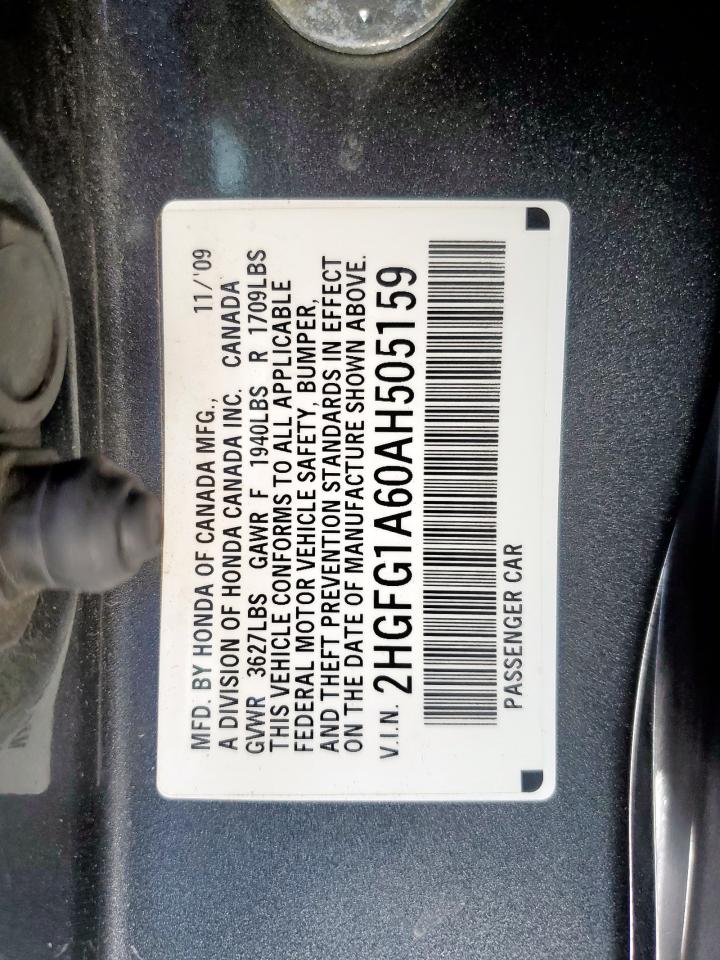 MFD. BY HONDA OF CANADA MFG., 11/'09
A DIVISION OF HONDA CANADA INC. CANADA
GVWR 3627LBS GAWR F 1940LBS R 1709LBS
THIS VEHICLE CONFORMS TO ALL APPLICABLE
FEDERAL MOTOR VEHICLE SAFETY, BUMPER,
AND THEFT PREVENTION STANDARDS IN EFFECT
ON THE DATE OF MANUFACTURE SHOWN ABOVE.
V.I.N. 2HGFG1A60AH505159
PASSENGER CAR